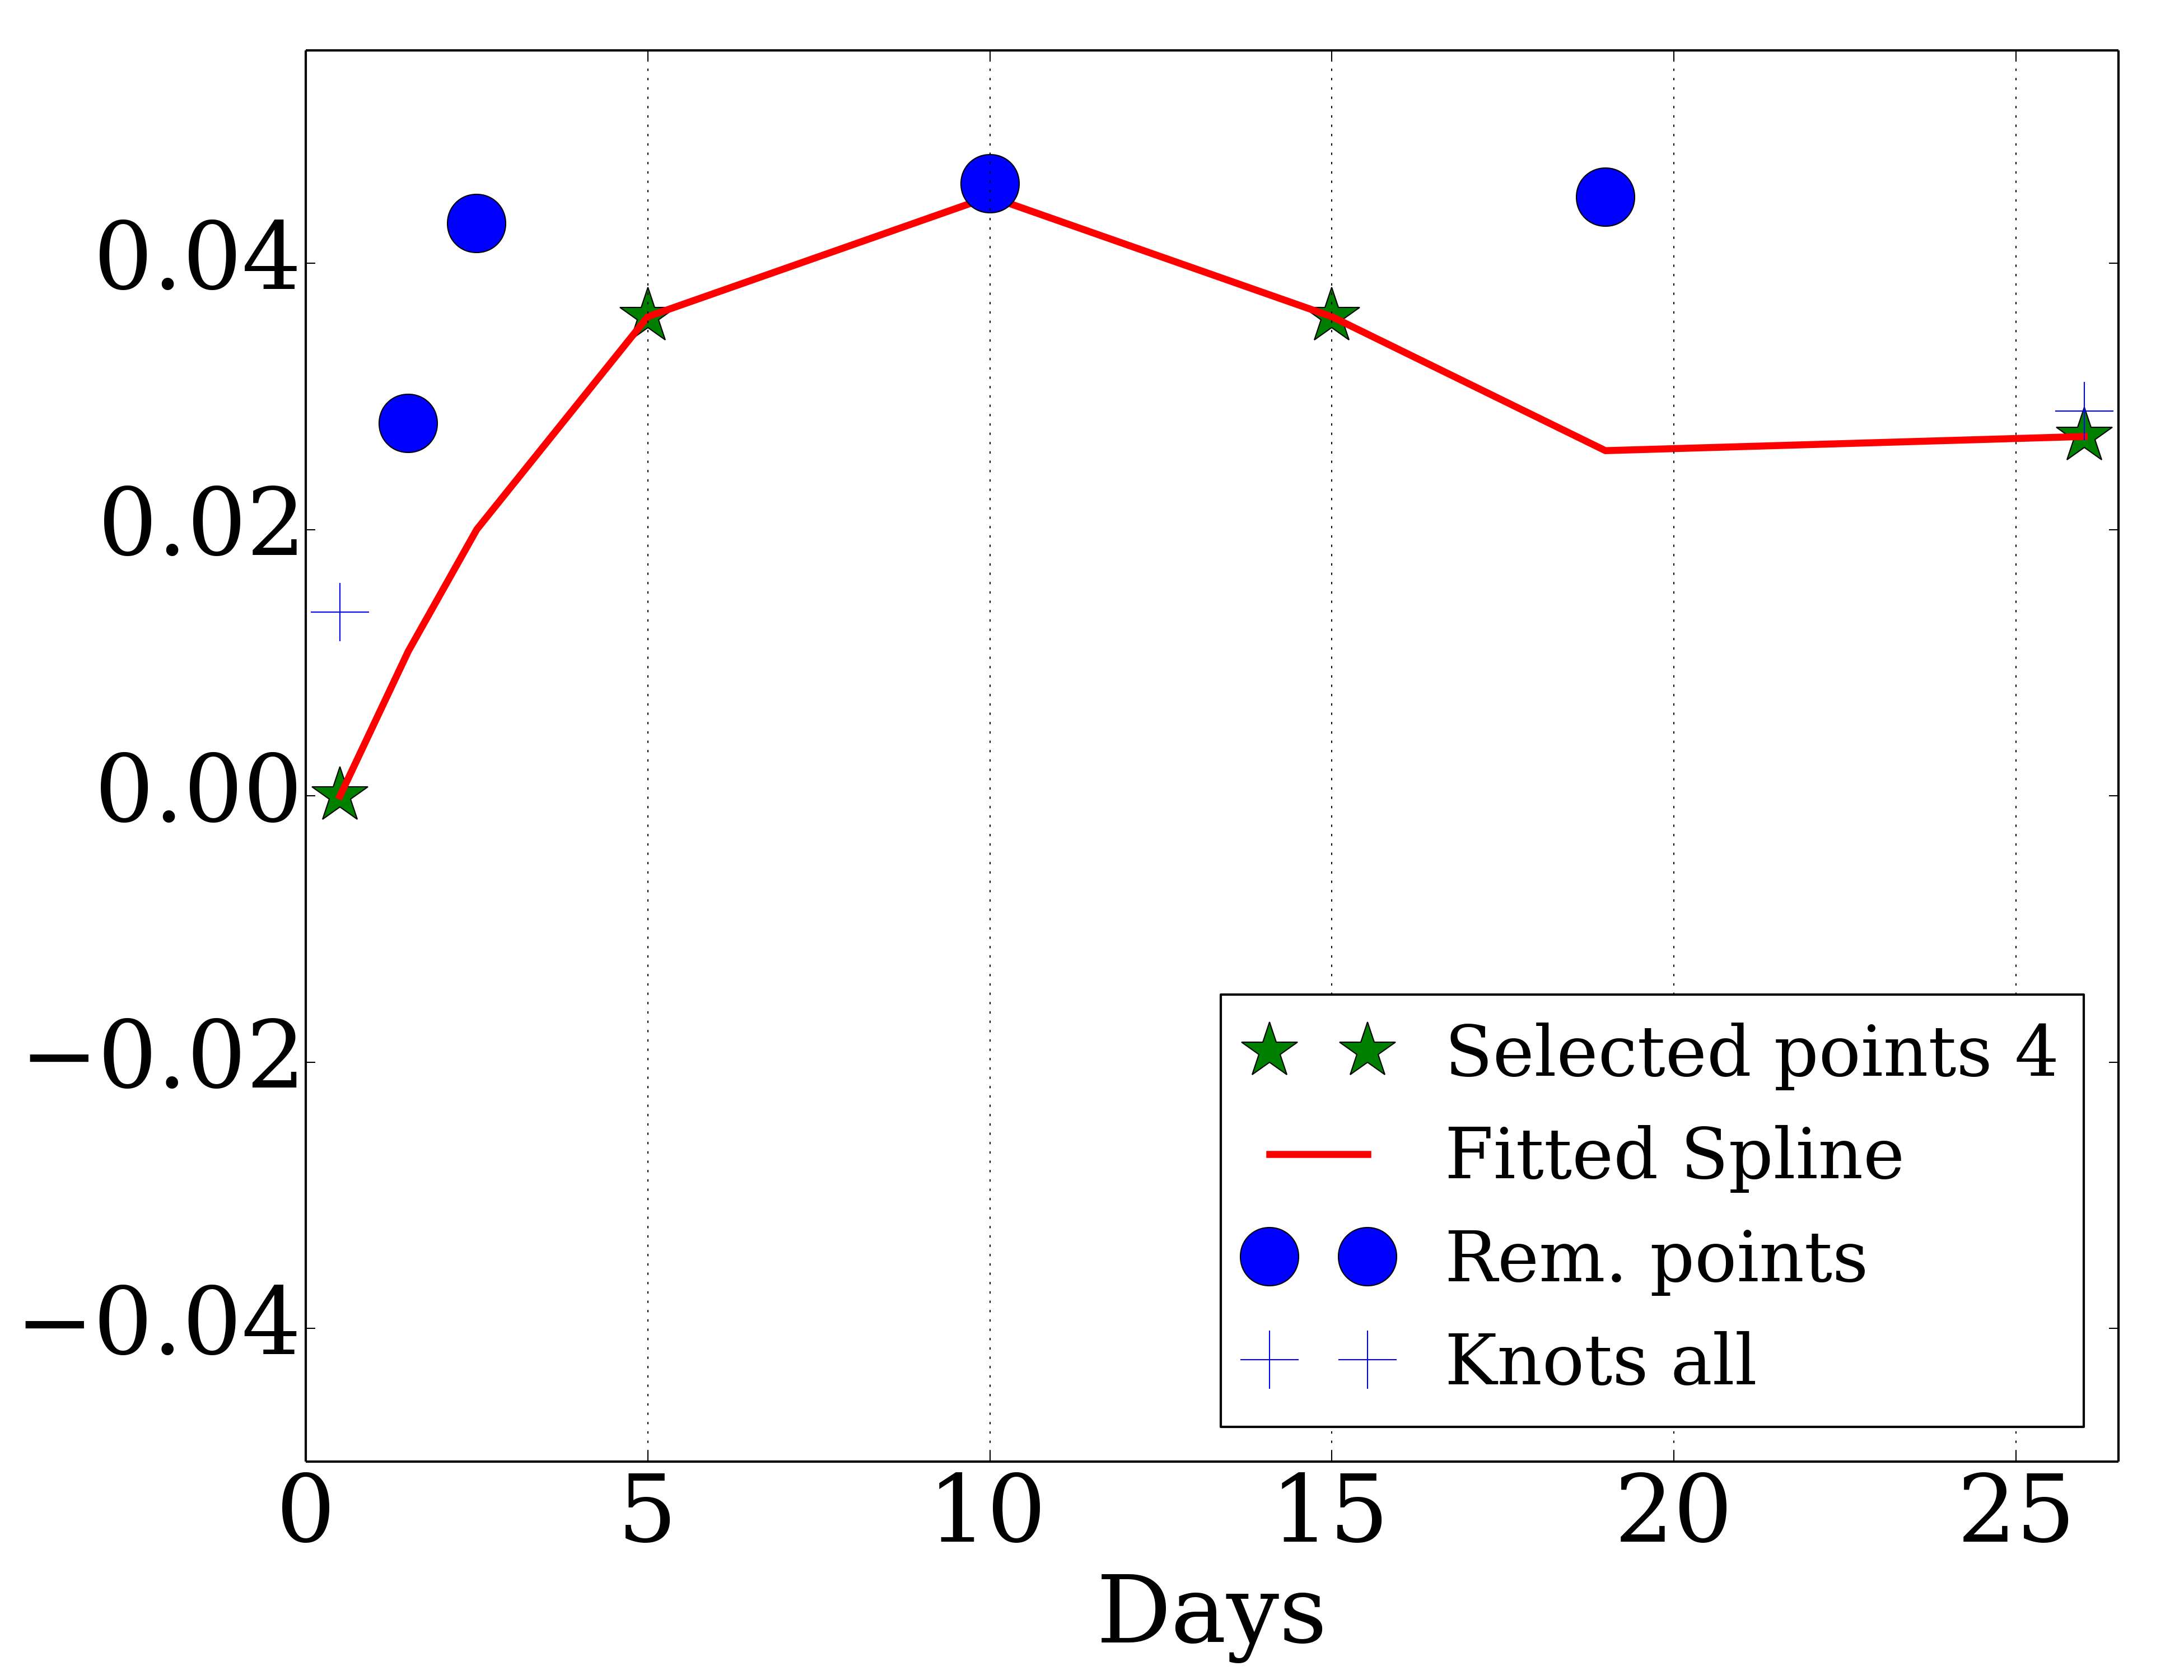 0.04
0.02
0.00
−0.02
−0.04
Selected points 4
Fitted Spline
Rem. points
Knots all
0 5 10 15 20 25
Days